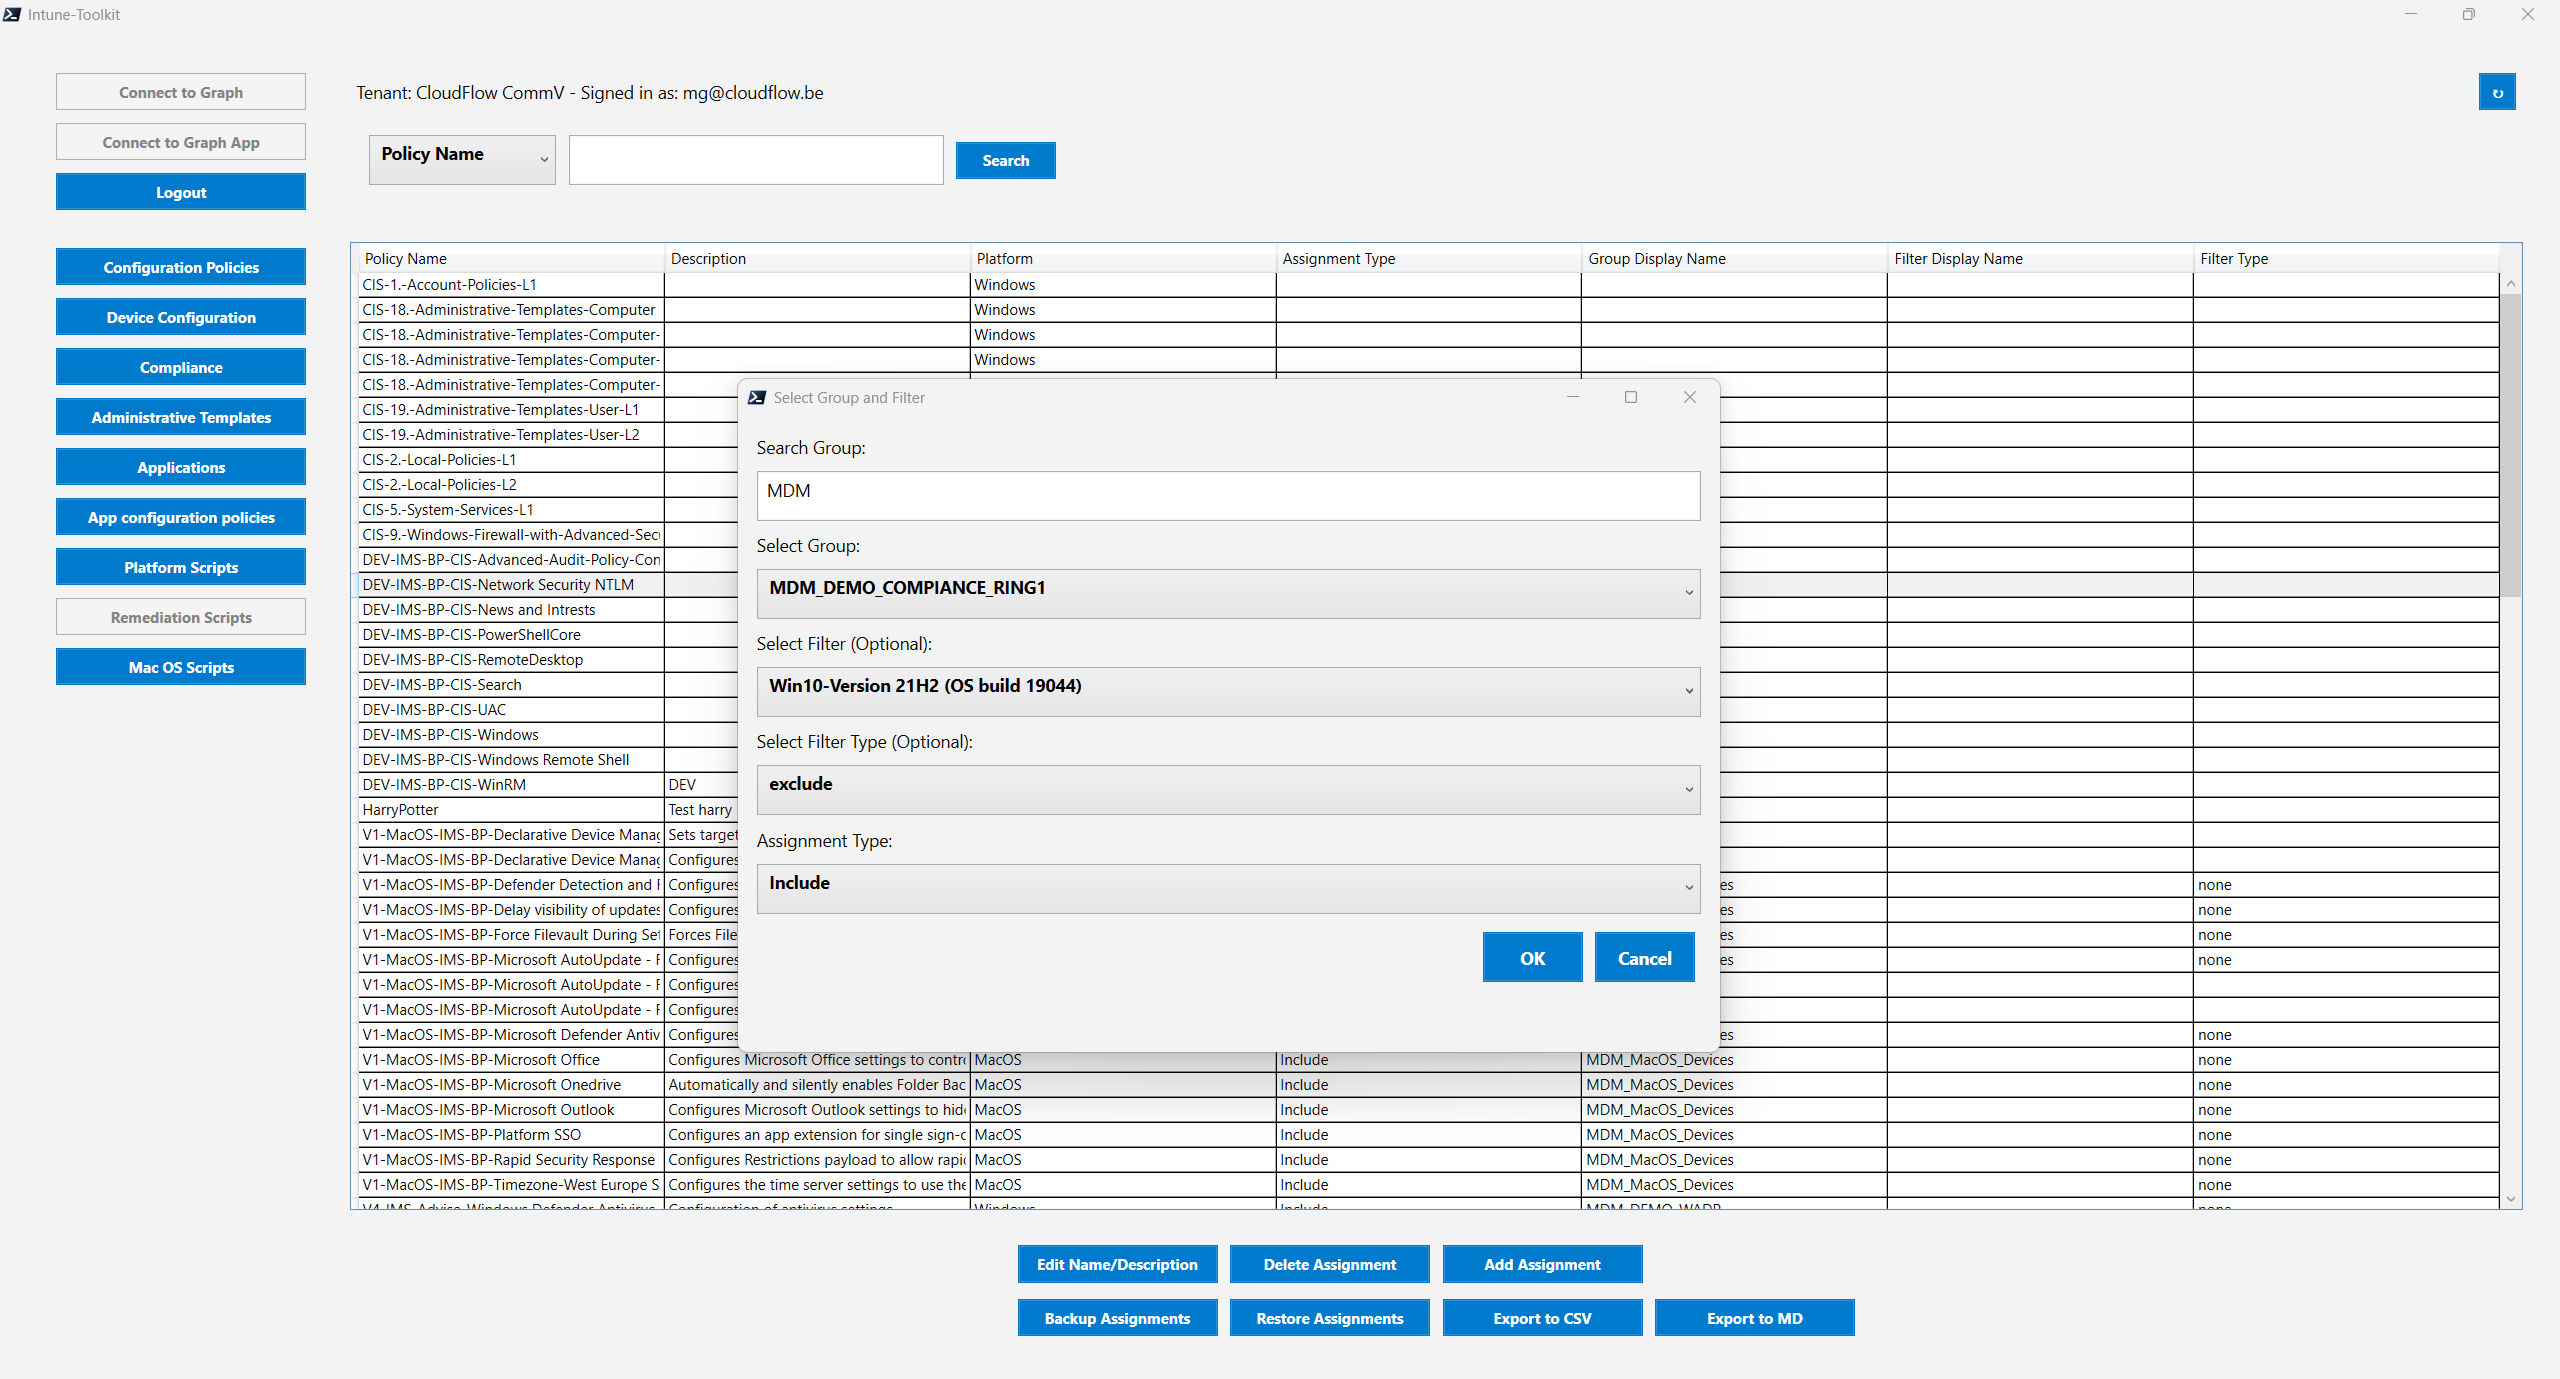 Intune-Toolkit
Connect to Graph
Connect to Graph App
Logout
Configuration Policies
Device Configuration
Compliance
Administrative Templates
Applications
App configuration policies
Platform Scripts
Remediation Scripts
Mac OS Scripts
Tenant: CloudFlow CommV - Signed in as: mg@cloudflow.be
Policy Name
Search
Policy Name Description Platform Assignment Type Group Display Name Filter Display Name Filter Type
CIS-1.-Account-Policies-L1 Windows
CIS-18.-Administrative-Templates-Computer Windows
CIS-18.-Administrative-Templates-Computer- Windows
CIS-18.-Administrative-Templates-Computer- Windows
CIS-18.-Administrative-Templates-Computer-
CIS-19.-Administrative-Templates-User-L1
CIS-19.-Administrative-Templates-User-L2
CIS-2.-Local-Policies-L1
CIS-2.-Local-Policies-L2
CIS-5.-System-Services-L1
CIS-9.-Windows-Firewall-with-Advanced-Sec
DEV-IMS-BP-CIS-Advanced-Audit-Policy-Con
DEV-IMS-BP-CIS-Network Security NTLM
DEV-IMS-BP-CIS-News and Intrests
DEV-IMS-BP-CIS-PowerShellCore
DEV-IMS-BP-CIS-RemoteDesktop
DEV-IMS-BP-CIS-Search
DEV-IMS-BP-CIS-UAC
DEV-IMS-BP-CIS-Windows
DEV-IMS-BP-CIS-Windows Remote Shell
DEV-IMS-BP-CIS-WinRM DEV
HarryPotter Test harry
V1-MacOS-IMS-BP-Declarative Device Manag Sets target
V1-MacOS-IMS-BP-Declarative Device Manag Configures
V1-MacOS-IMS-BP-Defender Detection and Configures es none
V1-MacOS-IMS-BP-Delay visibility of updates Configures es none
V1-MacOS-IMS-BP-Force Filevault During Set Forces File es none
V1-MacOS-IMS-BP-Microsoft AutoUpdate - Configures es none
V1-MacOS-IMS-BP-Microsoft AutoUpdate - Configures
V1-MacOS-IMS-BP-Microsoft AutoUpdate - Configures
V1-MacOS-IMS-BP-Microsoft Defender Antiv Configures es none
V1-MacOS-IMS-BP-Microsoft Office Configures Microsoft Office settings to contr MacOS Include MDM_MacOS_Devices none
V1-MacOS-IMS-BP-Microsoft Onedrive Automatically and silently enables Folder Bac MacOS Include MDM_MacOS_Devices none
V1-MacOS-IMS-BP-Microsoft Outlook Configures Microsoft Outlook settings to hid MacOS Include MDM_MacOS_Devices none
V1-MacOS-IMS-BP-Platform SSO Configures an app extension for single sign- MacOS Include MDM_MacOS_Devices none
V1-MacOS-IMS-BP-Rapid Security Response Configures Restrictions payload to allow rapi MacOS Include MDM_MacOS_Devices none
V1-MacOS-IMS-BP-Timezone-West Europe S Configures the time server settings to use the MacOS Include MDM_MacOS_Devices none
V4-IMS-Advise-Windows Defender Antivirus Configuration of antivirus settings Windows Include MDM_DEMO_WADP none
Select Group and Filter
Search Group:
MDM
Select Group:
MDM_DEMO_COMPIANCE_RING1
Select Filter (Optional):
Win10-Version 21H2 (OS build 19044)
Select Filter Type (Optional):
exclude
Assignment Type:
Include
OK Cancel
Edit Name/Description Delete Assignment Add Assignment
Backup Assignments Restore Assignments Export to CSV Export to MD